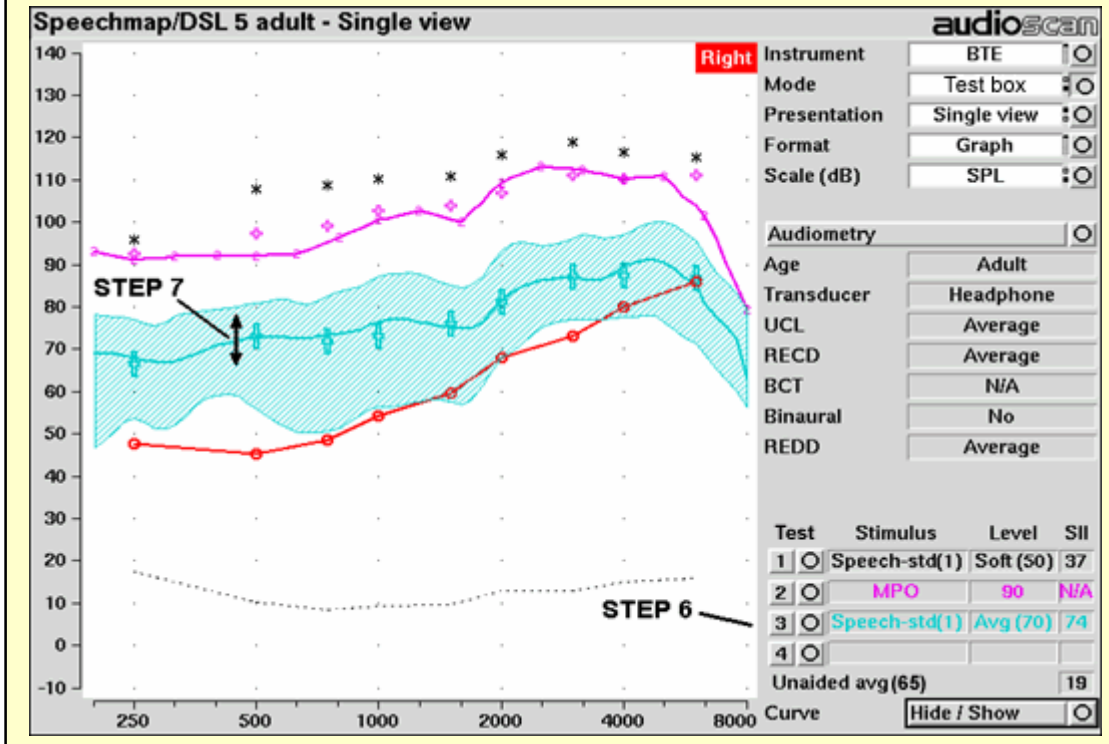 Speechmap/DSL 5 adult - Single view
audioscan
140
130
120
110
100
90
80
70
60
50
40
30
20
10
0
-10
Right
STEP 7
STEP 6
250 500 1000 2000 4000 8000
Instrument BTE
Mode Test box
Presentation Single view
Format Graph
Scale (dB) SPL
Audiometry
Age Adult
Transducer Headphone
UCL Average
RECD Average
BCT N/A
Binaural No
REDD Average
Test Stimulus Level SII
1 Speech-std(1) Soft (50) 37
2 MPO 90 N/A
3 Speech-std(1) Avg (70) 74
4
Unaided avg (65) 19
Curve Hide / Show